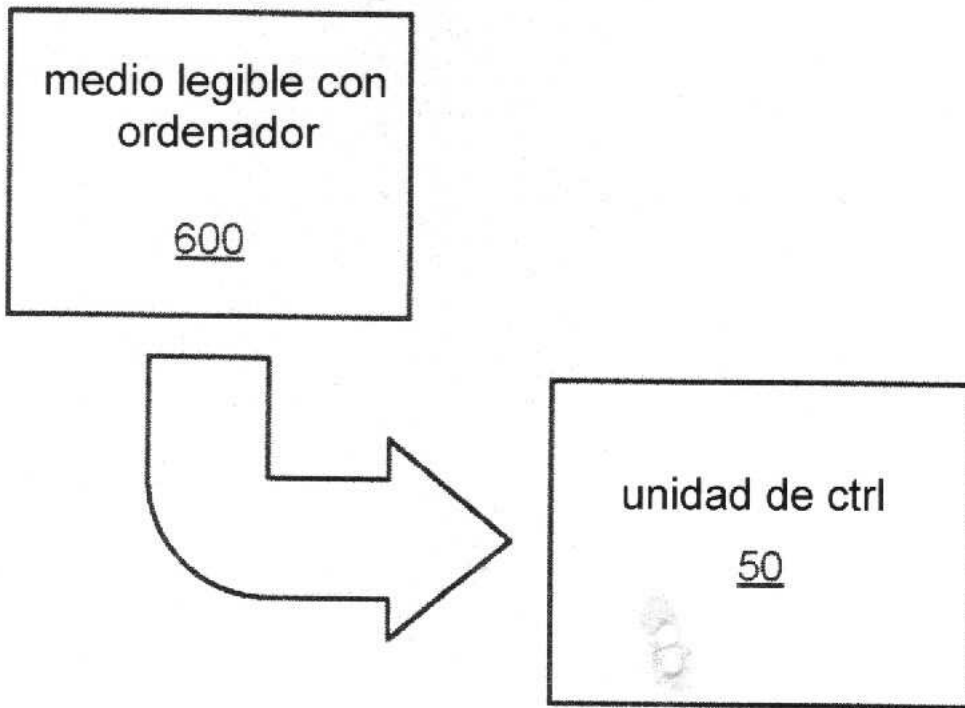 medio legible con
ordenador
600
unidad de ctrl
50